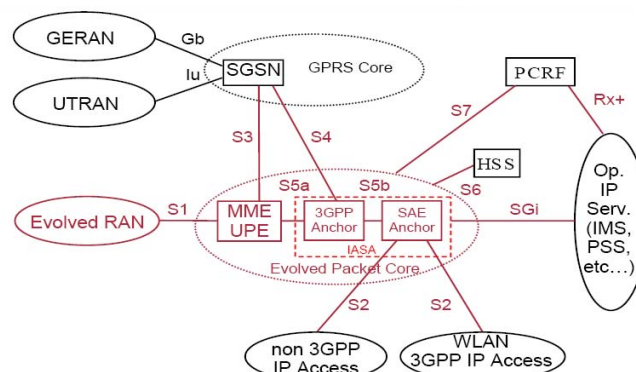 GERAN
Gb
UTRAN
Iu
SGSN
GPRS Core
PCRF
Rx+
S7
S3
S4
HSS
S6
S5a
S5b
S1
Evolved RAN
MME
UPE
3GPP
Anchor
SAE
Anchor
IASA
Evolved Packet Core
SGi
Op.
IP
Serv.
(IMS,
PSS,
etc...)
S2
S2
non 3GPP
IP Access
WLAN
3GPP IP Access